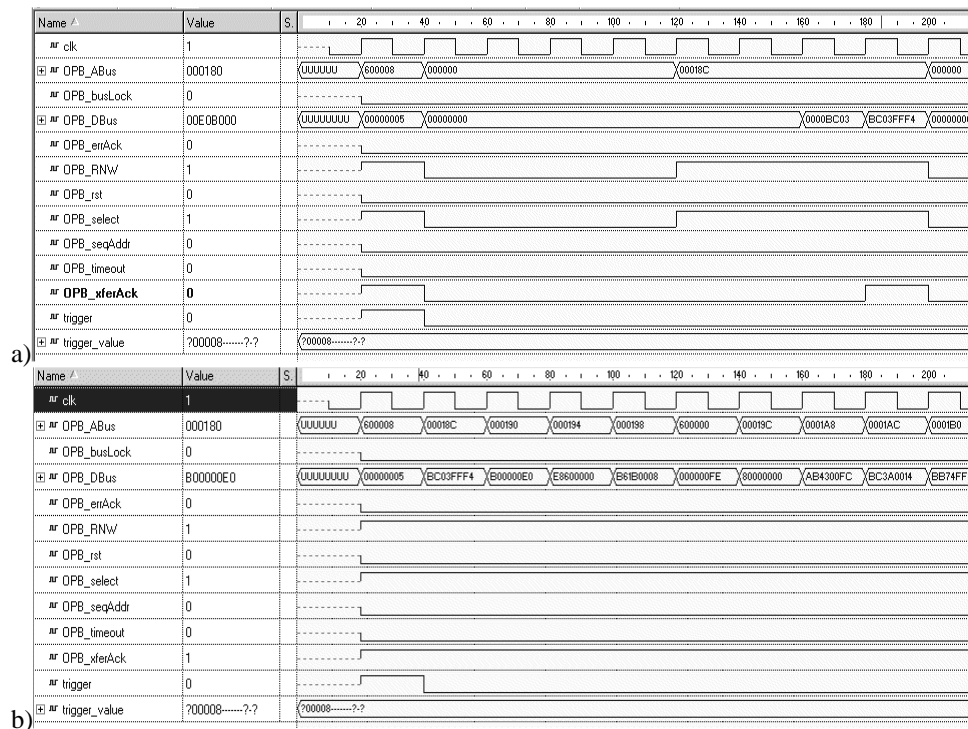 Name Value S. 20 40 60 80 100 120 140 160 180 200
clk 1
OPB_ABus 000180 UUUUUU 600008 000000 00018C 000000
OPB_busLock 0
OPB_DBus 00E0B000 UUUUUUUU 00000005 00000000 0000BC03 BC03FFF4 0000000
OPB_errAck 0
OPB_RNW 1
OPB_rst 0
OPB_select 1
OPB_seqAddr 0
OPB_timeout 0
OPB_xferAck 0
trigger 0
trigger_value ?00008------?-? ?00008------?-?
a)
Name Value S. 20 40 60 80 100 120 140 160 180 200
clk 1
OPB_ABus 000180 UUUUUU 600008 00018C 000190 000194 000198 600000 00019C 0001A8 0001AC 0001B0
OPB_busLock 0
OPB_DBus B00000E0 UUUUUUUU 00000005 BC03FFF4 B00000E0 E8600000 B61B0008 000000FE 80000000 AB4300FC BC3A0014 BB74FF
OPB_errAck 0
OPB_RNW 1
OPB_rst 0
OPB_select 1
OPB_seqAddr 0
OPB_timeout 0
OPB_xferAck 1
trigger 0
trigger_value ?00008------?-? ?00008------?-?
b)